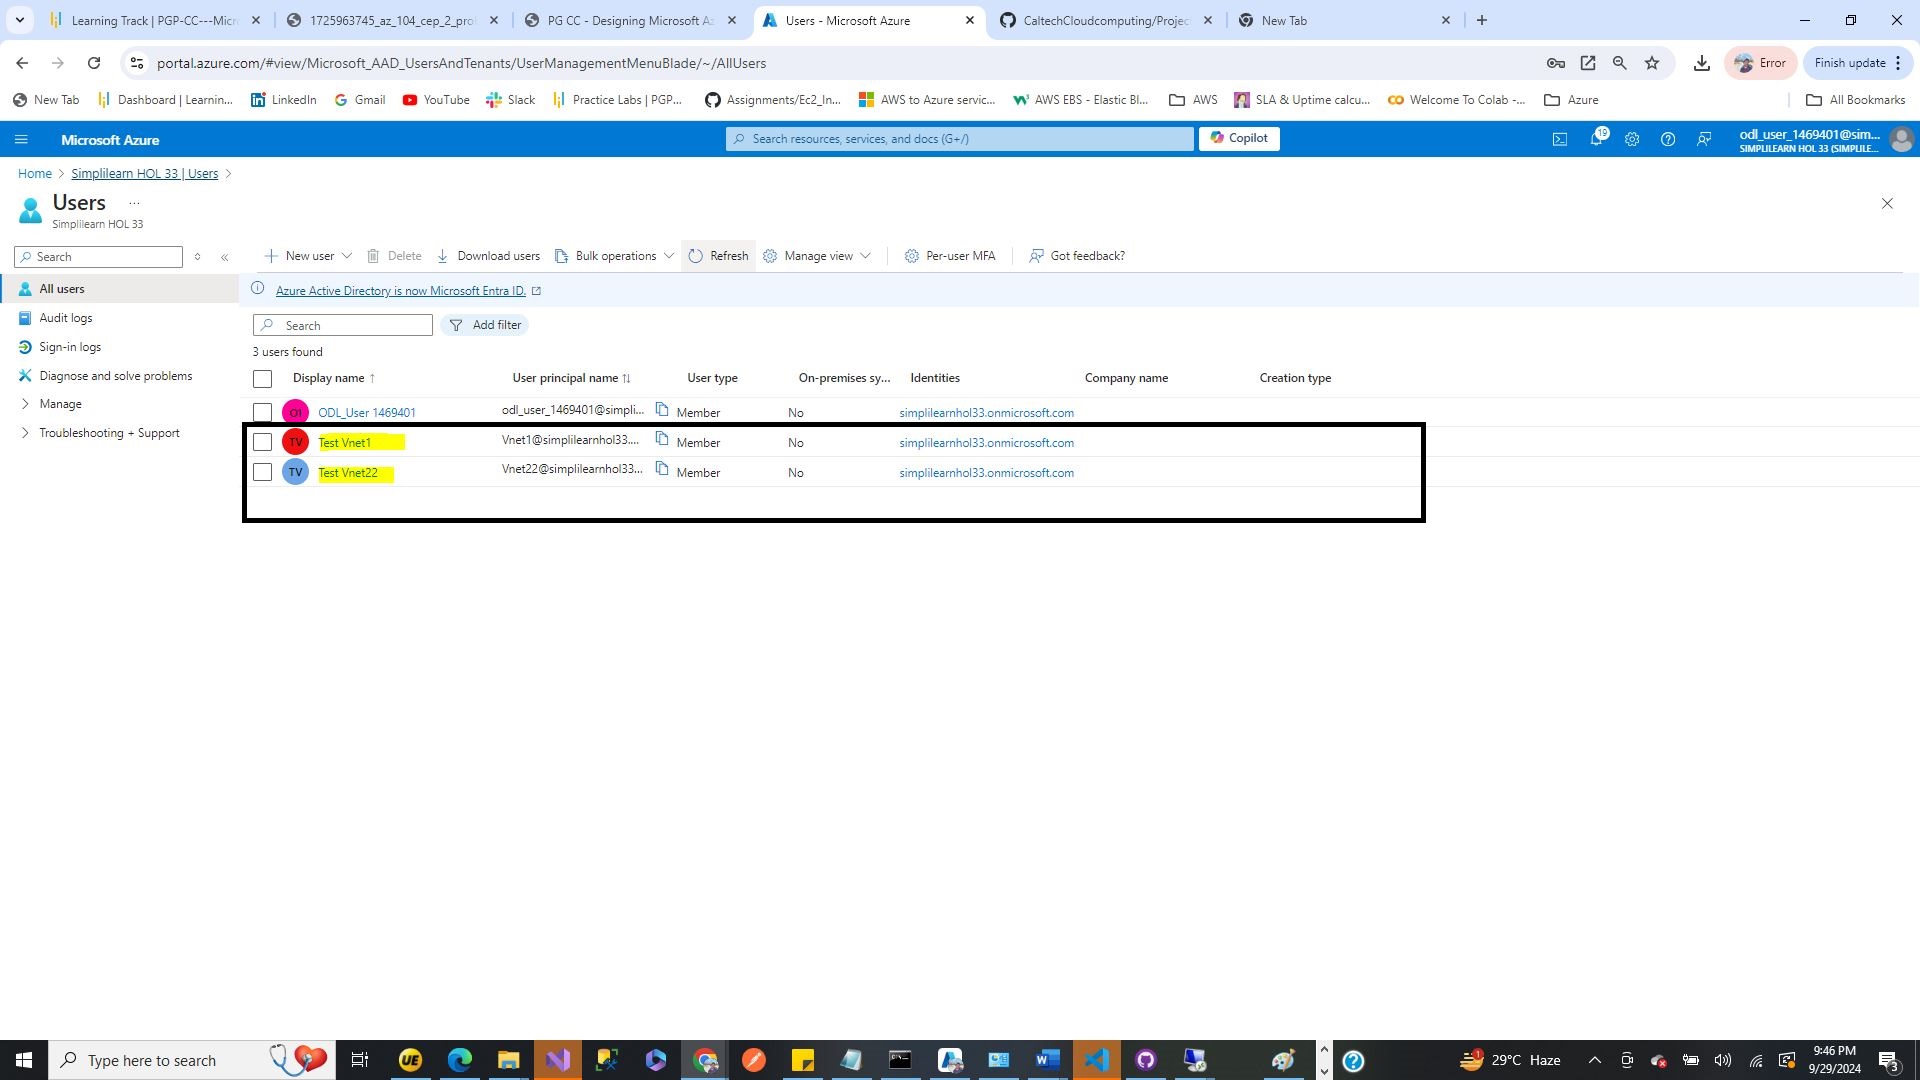 Learning Track | PGP-CC---Micr
1725963745_az_104_cep_2_pro
PG CC - Designing Microsoft Az
Users - Microsoft Azure
CaltechCloudcomputing/Projec
New Tab
portal.azure.com/#view/Microsoft_AAD_UsersAndTenants/UserManagementMenuBlade/~/AllUsers
Error
Finish update
New Tab
Dashboard | Learnin...
LinkedIn
Gmail
YouTube
Slack
Practice Labs | PGP...
Assignments/Ec2_In...
AWS to Azure servic...
AWS EBS - Elastic Bl...
AWS
SLA & Uptime calcu...
Welcome To Colab -...
Azure
All Bookmarks
Microsoft Azure
Search resources, services, and docs (G+/)
Copilot
19
odl_user_1469401@sim...
SIMPLILEARN HOL 33 (SIMPLILE...
Home > Simplilearn HOL 33 | Users >
Users ...
Simplilearn HOL 33
Search
New user
Delete
Download users
Bulk operations
Refresh
Manage view
Per-user MFA
Got feedback?
All users
Audit logs
Sign-in logs
Diagnose and solve problems
Manage
Troubleshooting + Support
Azure Active Directory is now Microsoft Entra ID.
Search
Add filter
3 users found
Display name ↑ User principal name ↑↓ User type On-premises sy... Identities Company name Creation type
O1 ODL_User 1469401 odl_user_1469401@simpli... Member No simplilearnhol33.onmicrosoft.com
TV Test Vnet1 Vnet1@simplilearnhol33.... Member No simplilearnhol33.onmicrosoft.com
TV Test Vnet22 Vnet22@simplilearnhol33... Member No simplilearnhol33.onmicrosoft.com
Type here to search
UE
29°C Haze
9:46 PM
9/29/2024
3